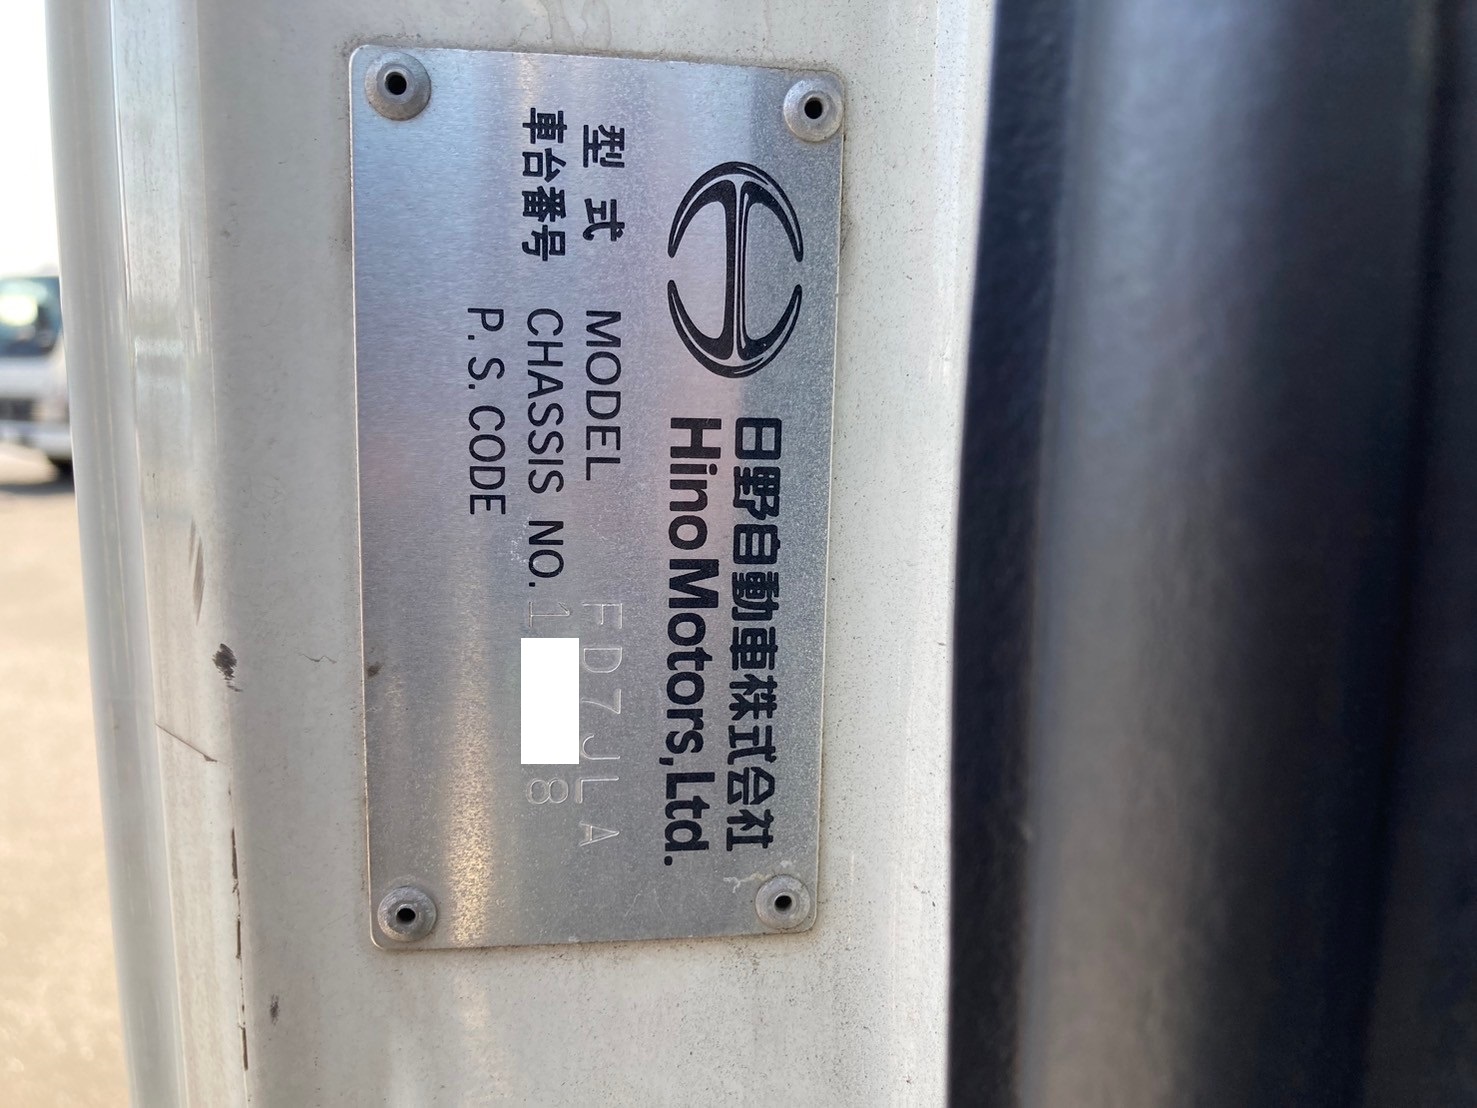 日野自動車株式会社
Hino Motors, Ltd.
型式 MODEL FD7JLA
車台番号 CHASSIS NO. 1 8
P. S. CODE